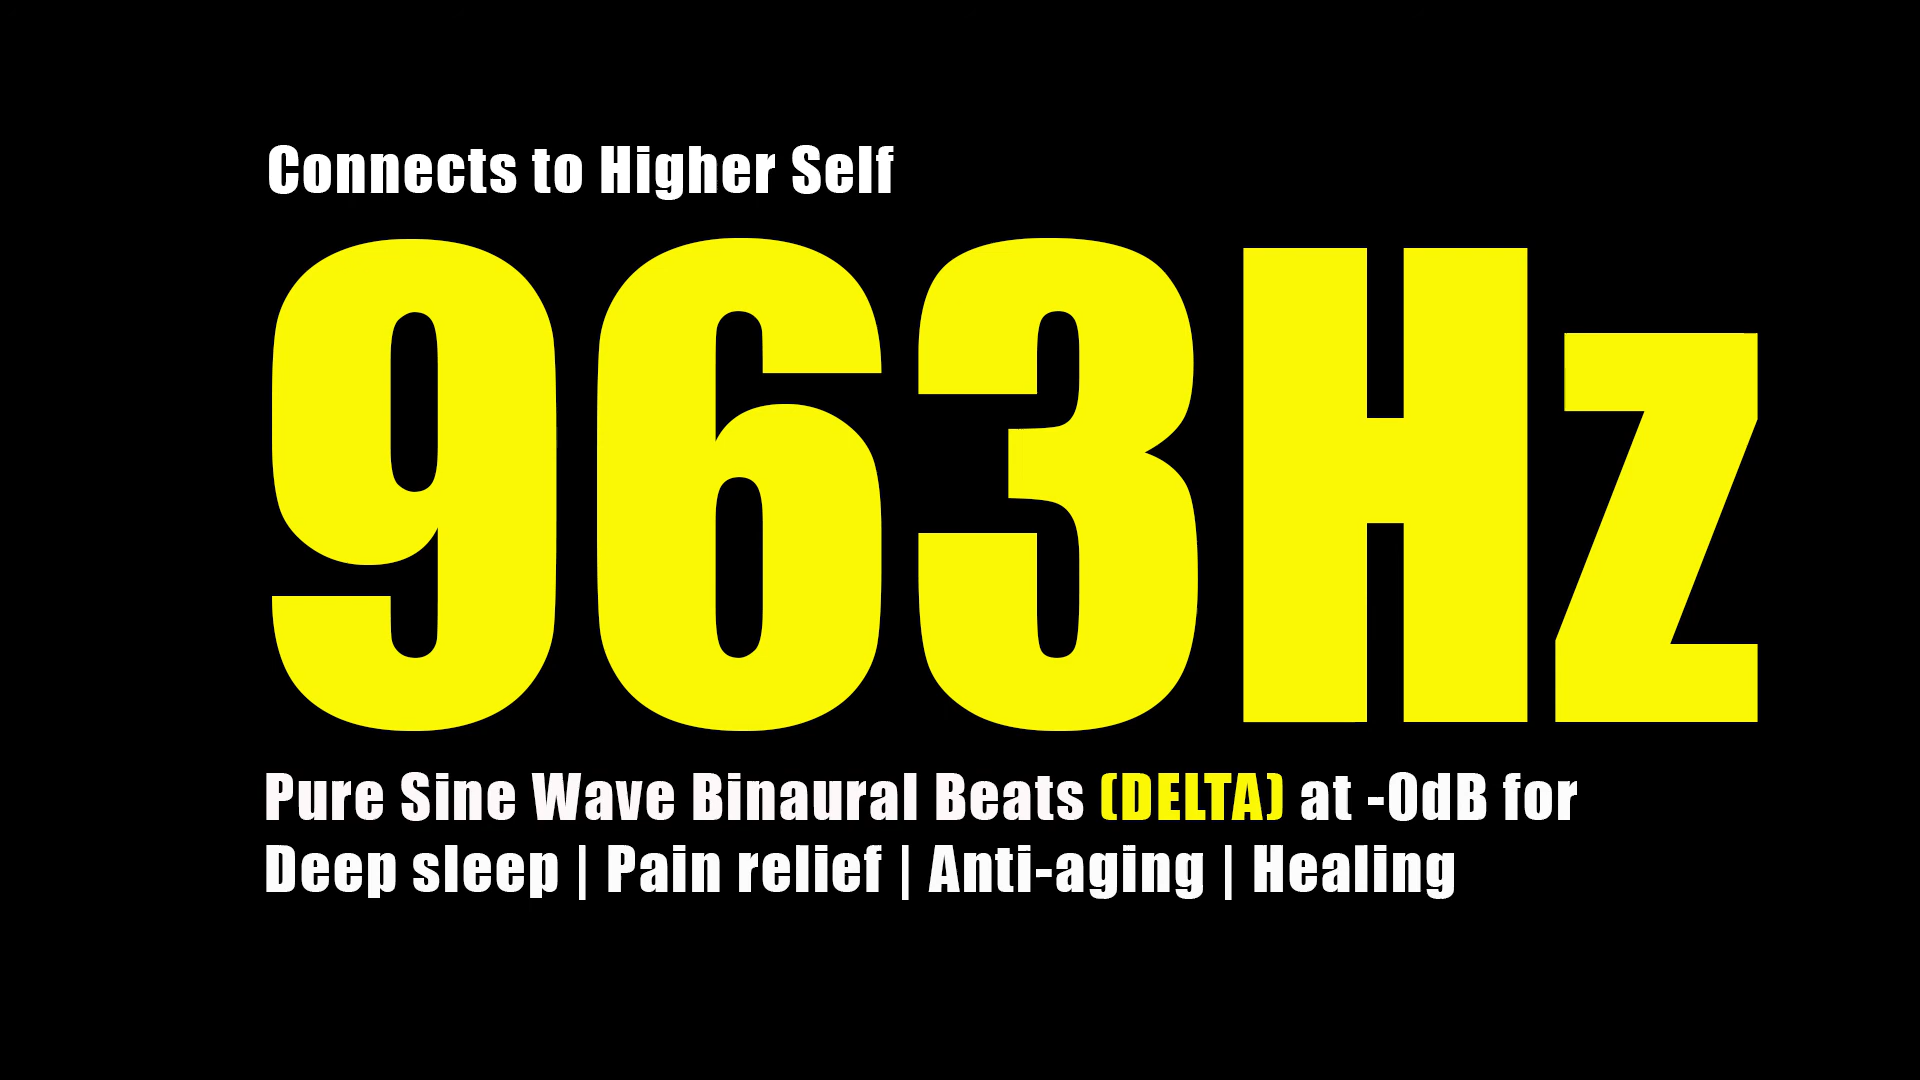 Connects to Higher Self
963Hz
Pure Sine Wave Binaural Beats (DELTA) at -0dB for
Deep sleep | Pain relief | Anti-aging | Healing